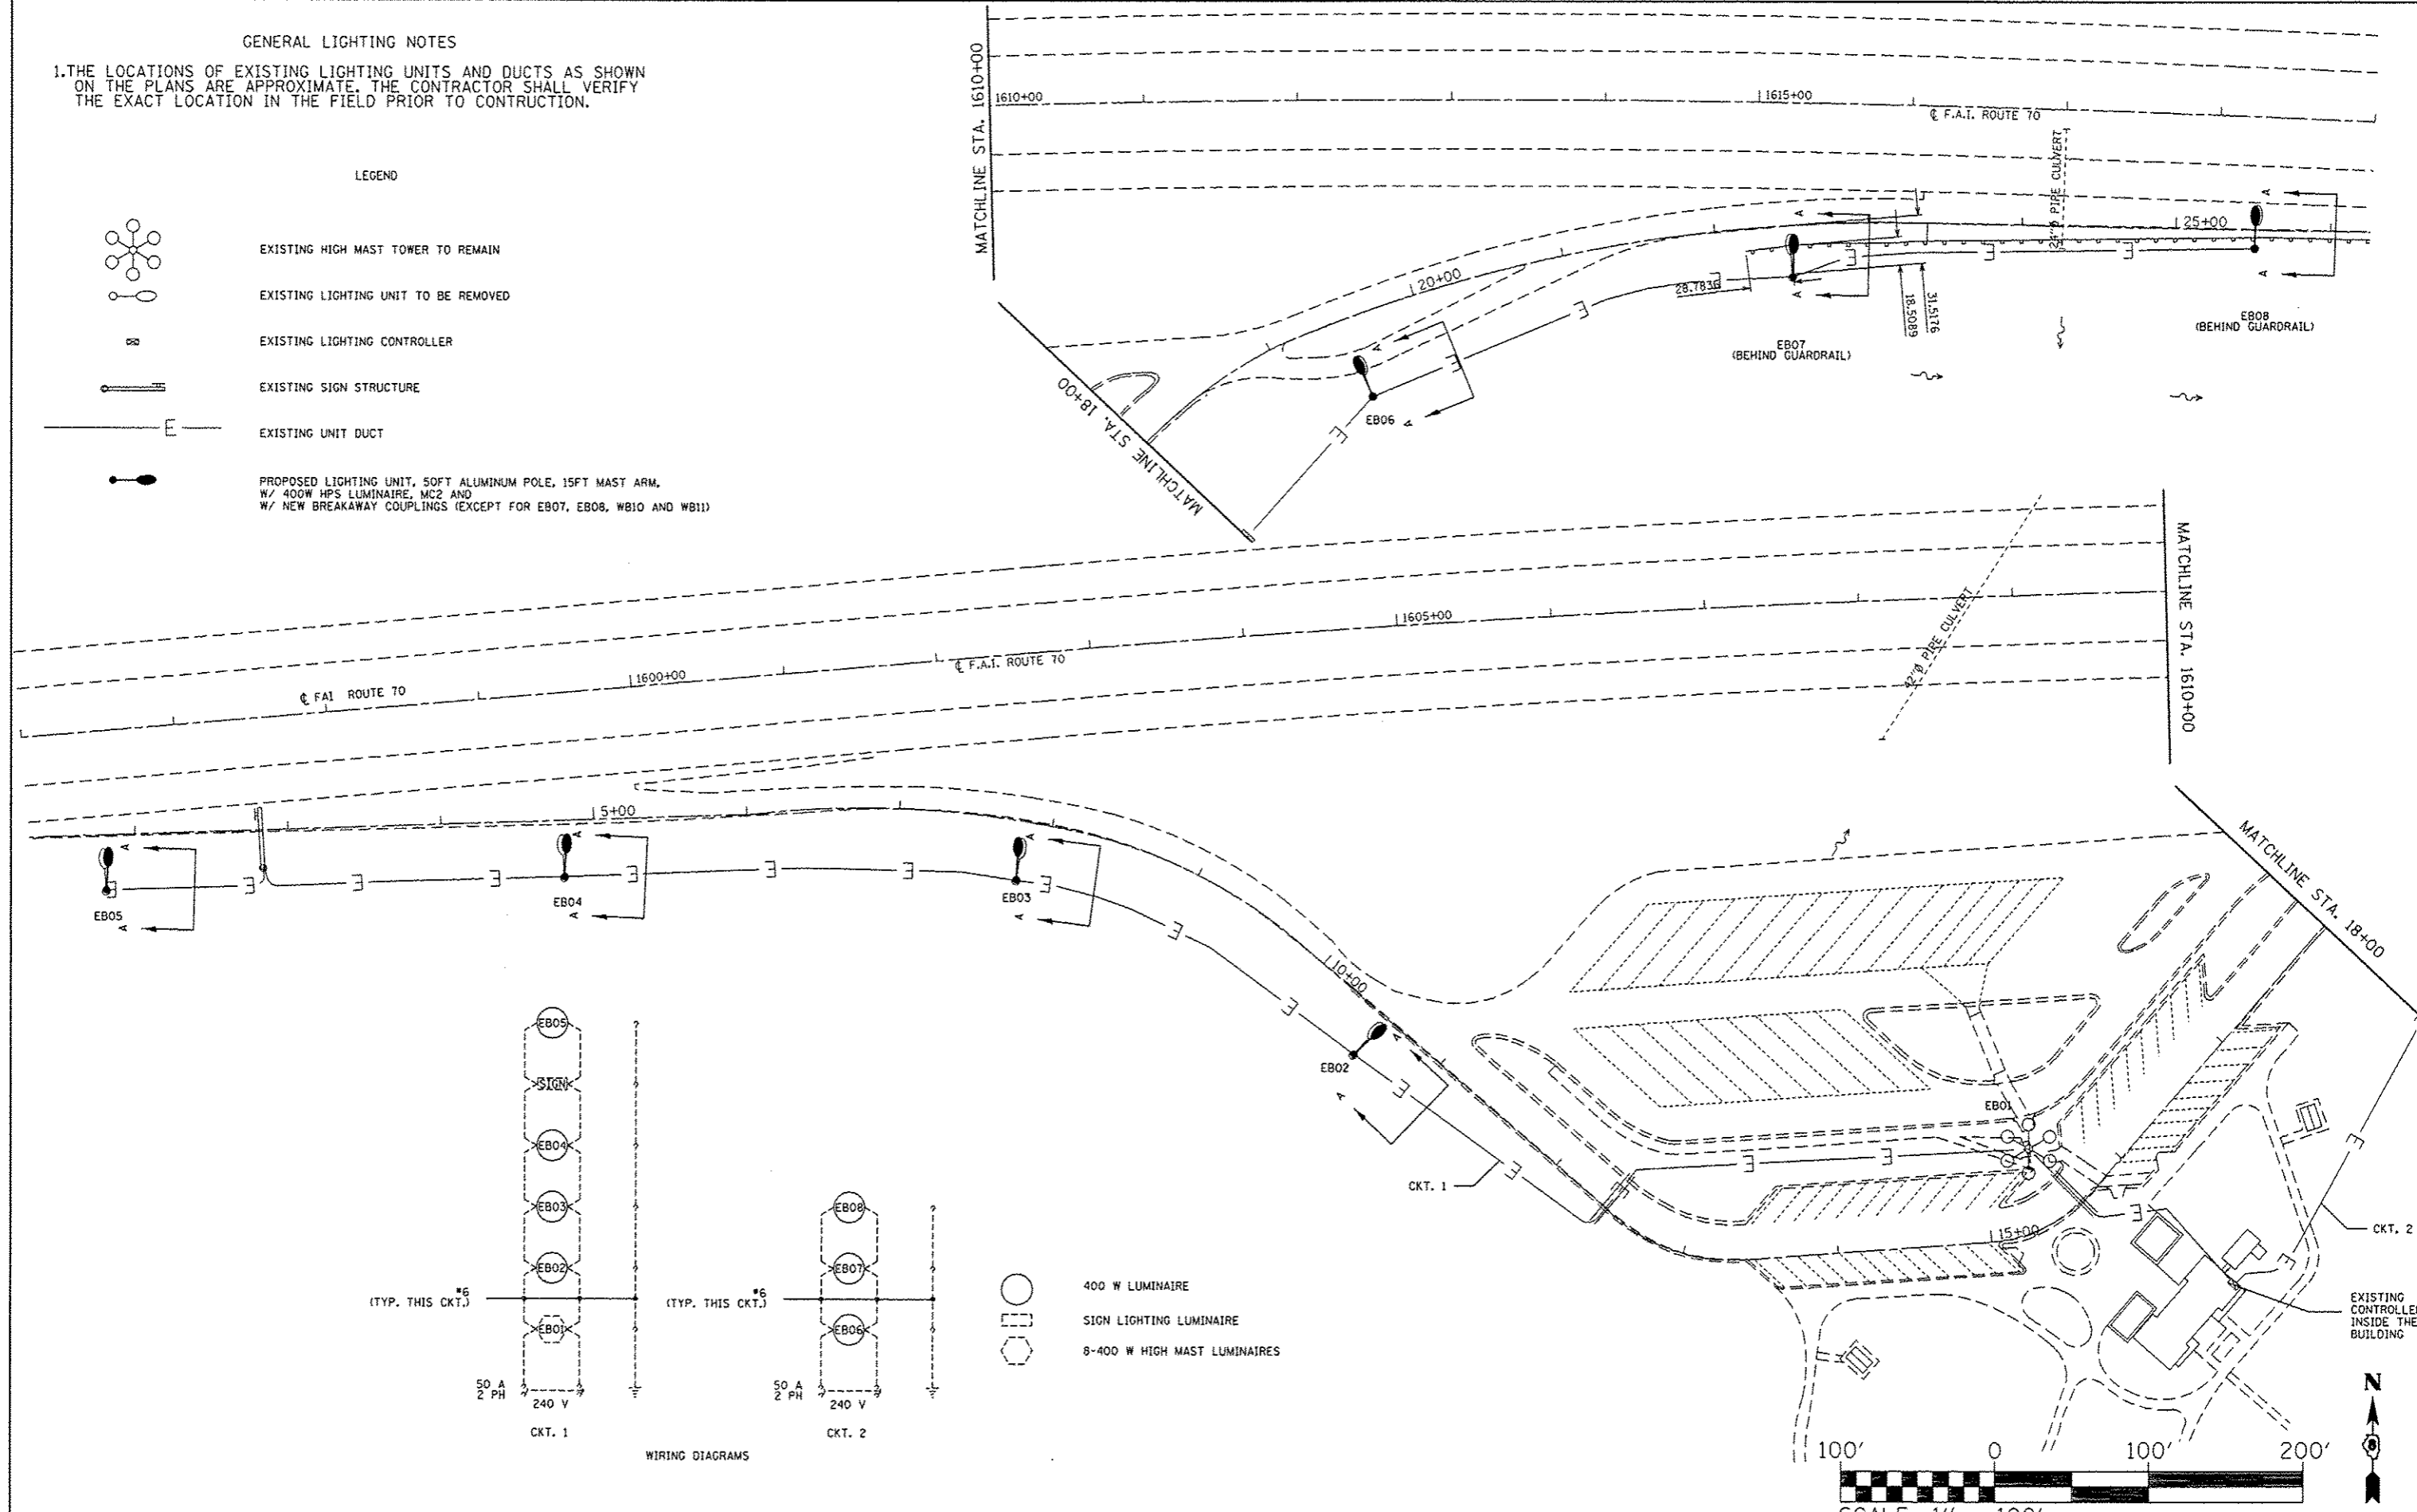 GENERAL LIGHTING NOTES
1.THE LOCATIONS OF EXISTING LIGHTING UNITS AND DUCTS AS SHOWN
ON THE PLANS ARE APPROXIMATE. THE CONTRACTOR SHALL VERIFY
THE EXACT LOCATION IN THE FIELD PRIOR TO CONTRUCTION.
LEGEND
EXISTING HIGH MAST TOWER TO REMAIN
EXISTING LIGHTING UNIT TO BE REMOVED
EXISTING LIGHTING CONTROLLER
EXISTING SIGN STRUCTURE
E
EXISTING UNIT DUCT
PROPOSED LIGHTING UNIT, 50FT ALUMINUM POLE, 15FT MAST ARM,
W/ 400W HPS LUMINAIRE, MC2 AND
W/ NEW BREAKAWAY COUPLINGS (EXCEPT FOR EB07, EB08, WB10 AND WB11)
MATCHLINE STA. 1610+00
1610+00
1615+00
℄ F.A.I. ROUTE 70
24"Ø PIPE CULVERT
A
A
25+00
20+00
A
A
A
A
28.7836
18.5089
31.5176
E
E
E
E
E
E
E
EB08
(BEHIND GUARDRAIL)
EB07
(BEHIND GUARDRAIL)
EB06
MATCHLINE STA. 18+00
MATCHLINE STA. 1610+00
42"Ø PIPE CULVERT
1605+00
℄ F.A.I. ROUTE 70
1600+00
℄ FAI ROUTE 70
5+00
A
A
A
A
A
A
E
E
E
E
E
E
E
E
E
EB05
EB04
EB03
10+00
E
EB02
A
A
E
E
CKT. 1
E
E
E
EB01
E
15+00
MATCHLINE STA. 18+00
E
E
CKT. 2
EXISTING
CONTROLLER
INSIDE THE
BUILDING
EB05
SIGN
EB04
EB03
EB02
EB01
#6
(TYP. THIS CKT.)
50 A
2 PH
240 V
CKT. 1
EB08
EB07
EB06
#6
(TYP. THIS CKT.)
50 A
2 PH
240 V
CKT. 2
WIRING DIAGRAMS
400 W LUMINAIRE
SIGN LIGHTING LUMINAIRE
8-400 W HIGH MAST LUMINAIRES
N
8
100' 0 100' 200'